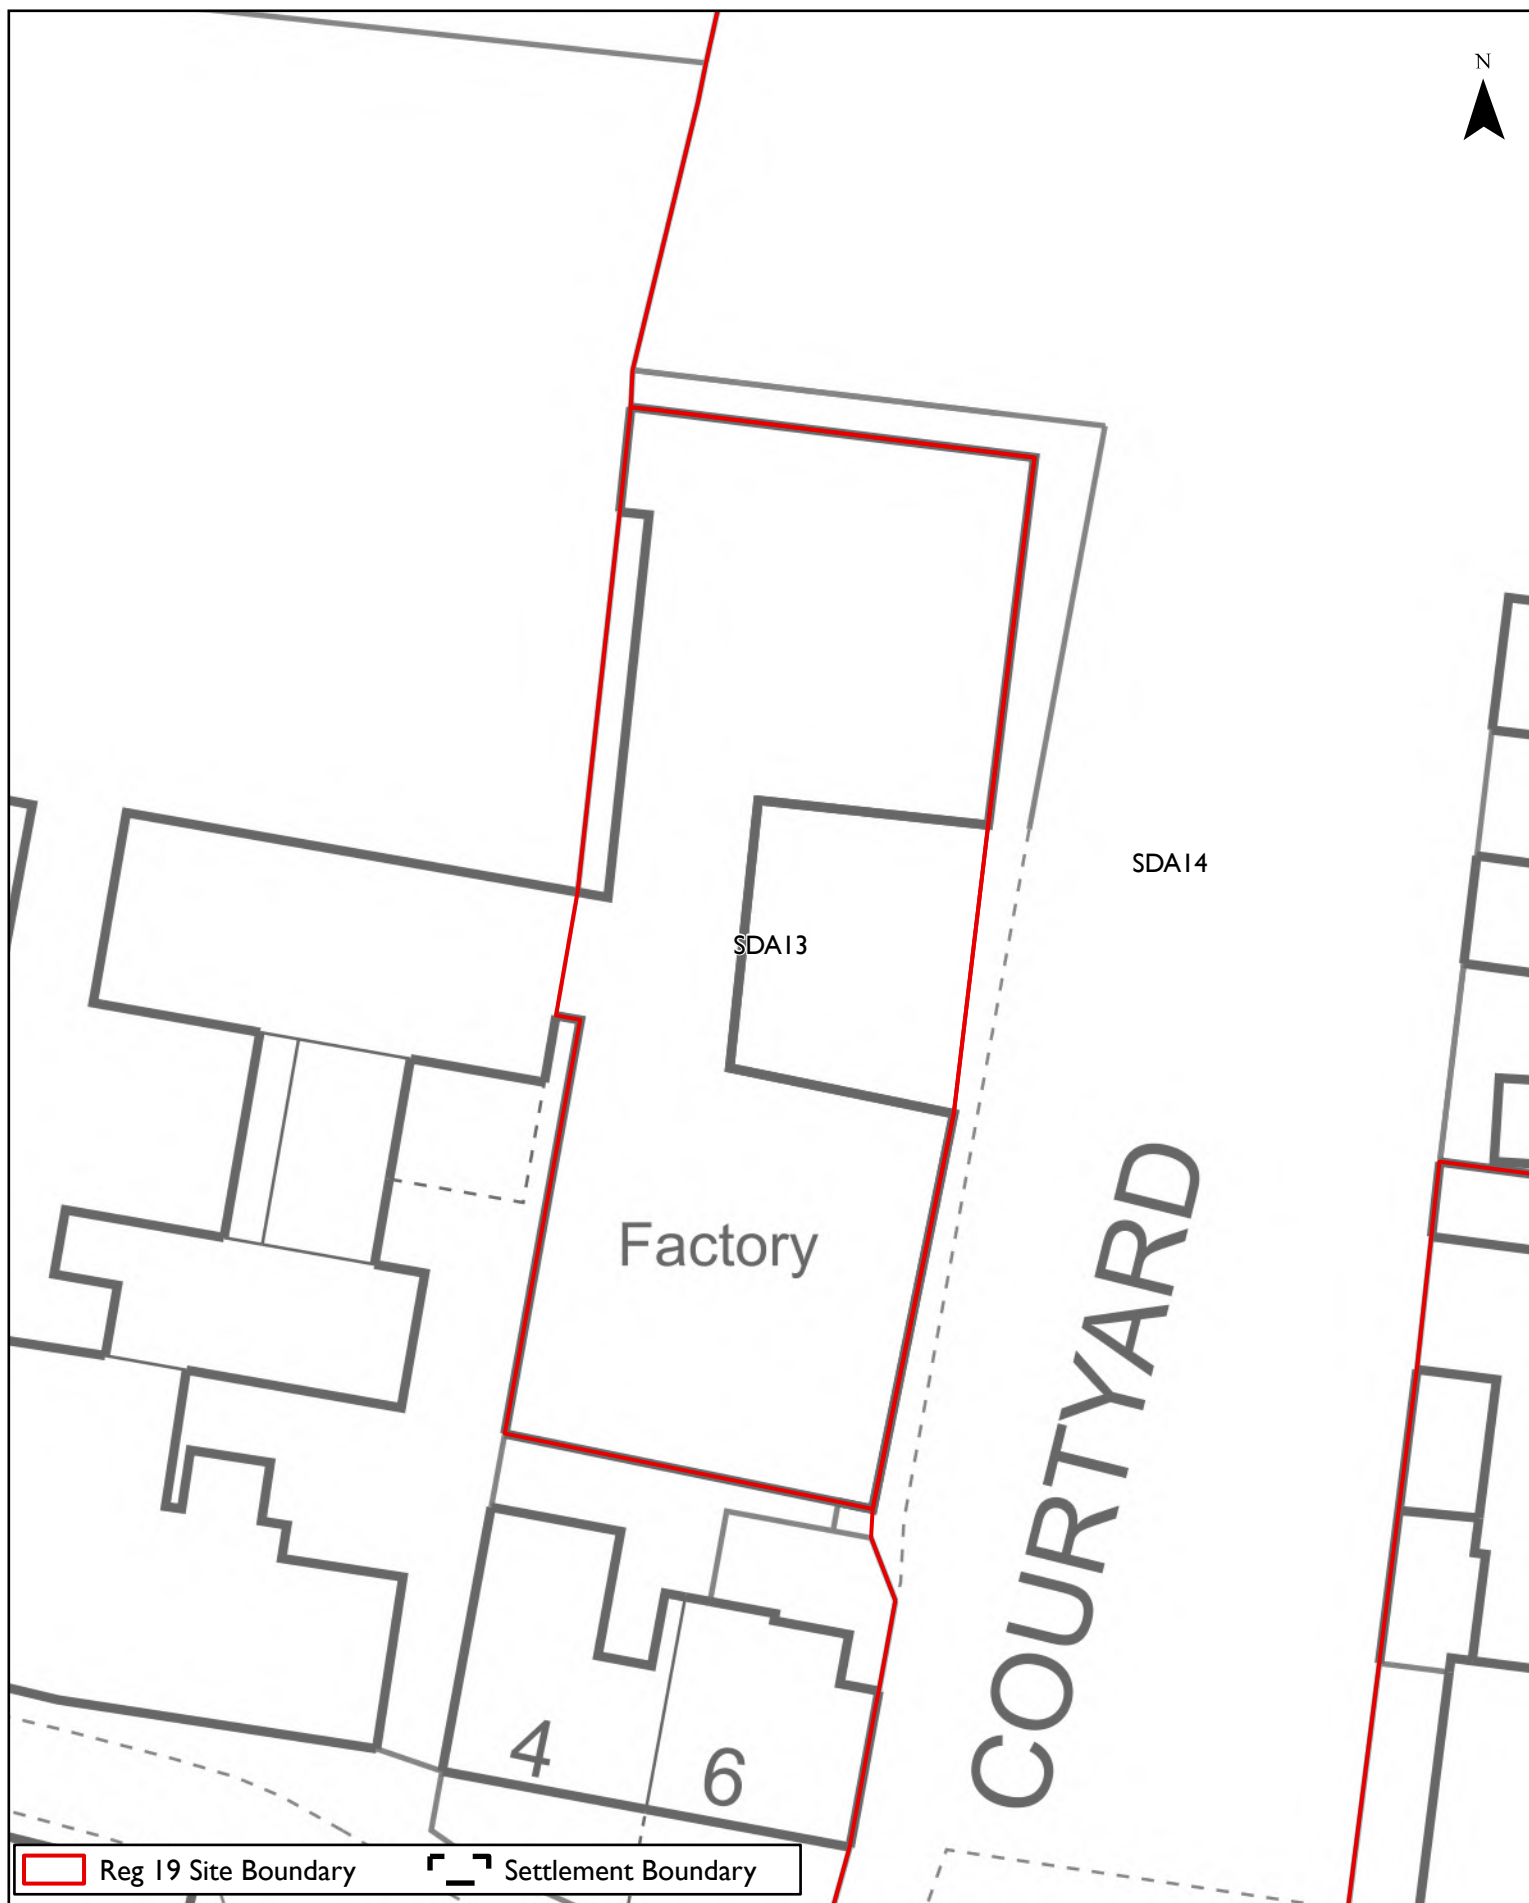 N
SDA14
SDA13
Factory
COURTYARD
4
6
Reg 19 Site Boundary
Settlement Boundary